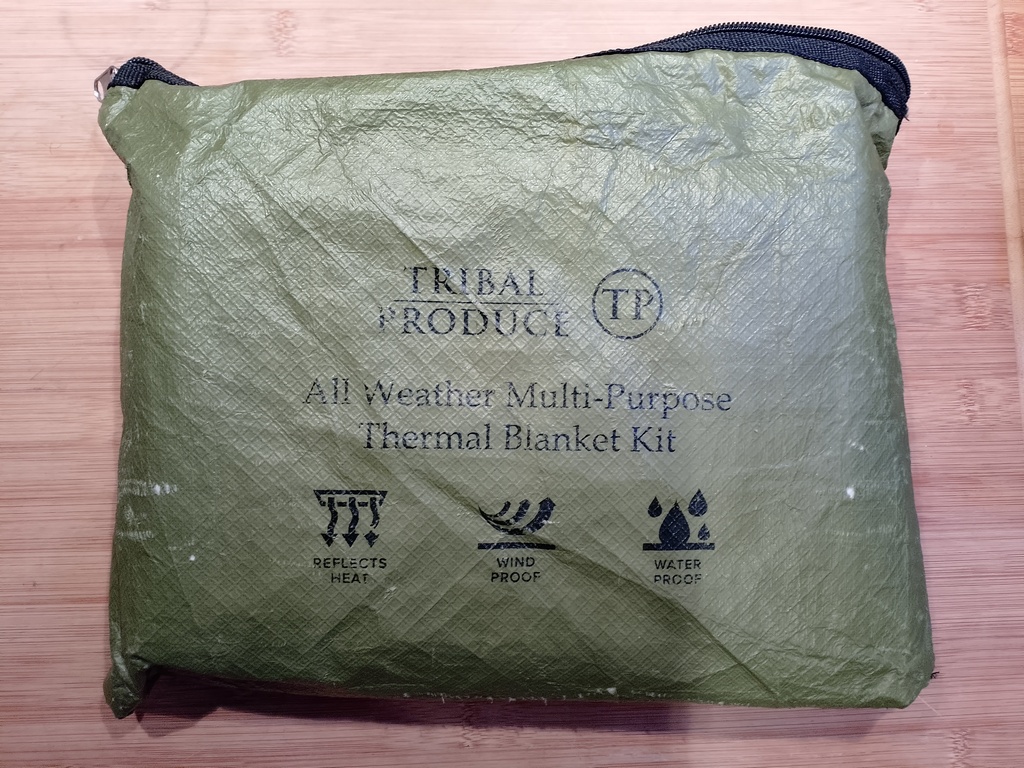 TRIBAL
PRODUCE
TP
All Weather Multi-Purpose
Thermal Blanket Kit
REFLECTS
HEAT
WIND
PROOF
WATER
PROOF